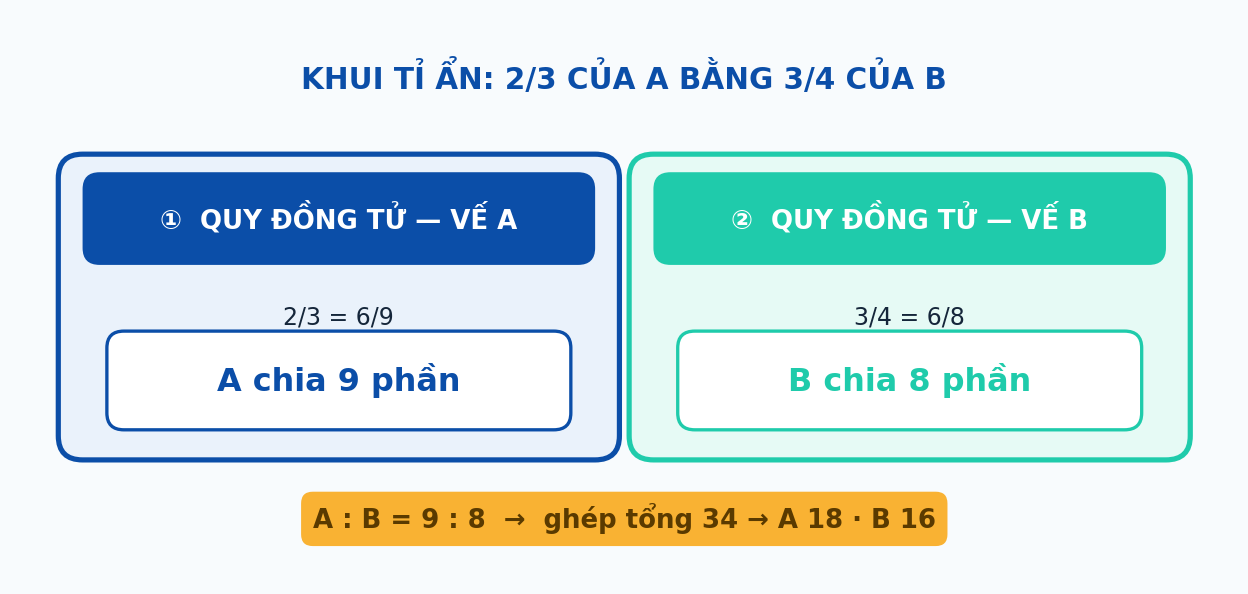 KHUI TỈ ẨN: 2/3 CỦA A BẰNG 3/4 CỦA B
① QUY ĐỒNG TỬ — VẾ A
2/3 = 6/9
A chia 9 phần
② QUY ĐỒNG TỬ — VẾ B
3/4 = 6/8
B chia 8 phần
A : B = 9 : 8 → ghép tổng 34 → A 18 · B 16